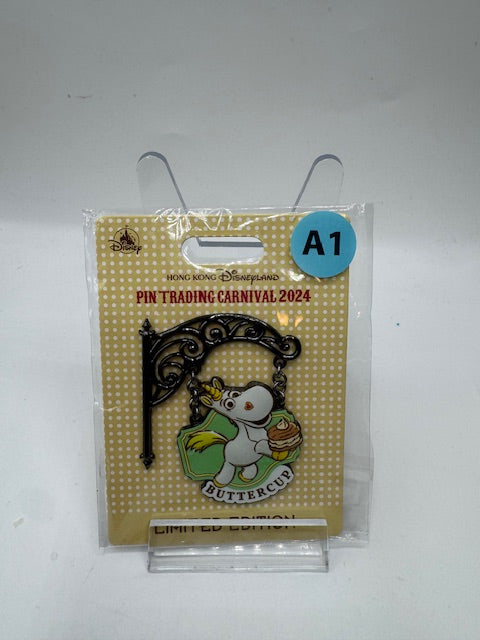 A1
Disney
HONG KONG DISNEYLAND
PIN TRADING CARNIVAL 2024
BUTTERCUP
LIMITED EDITION